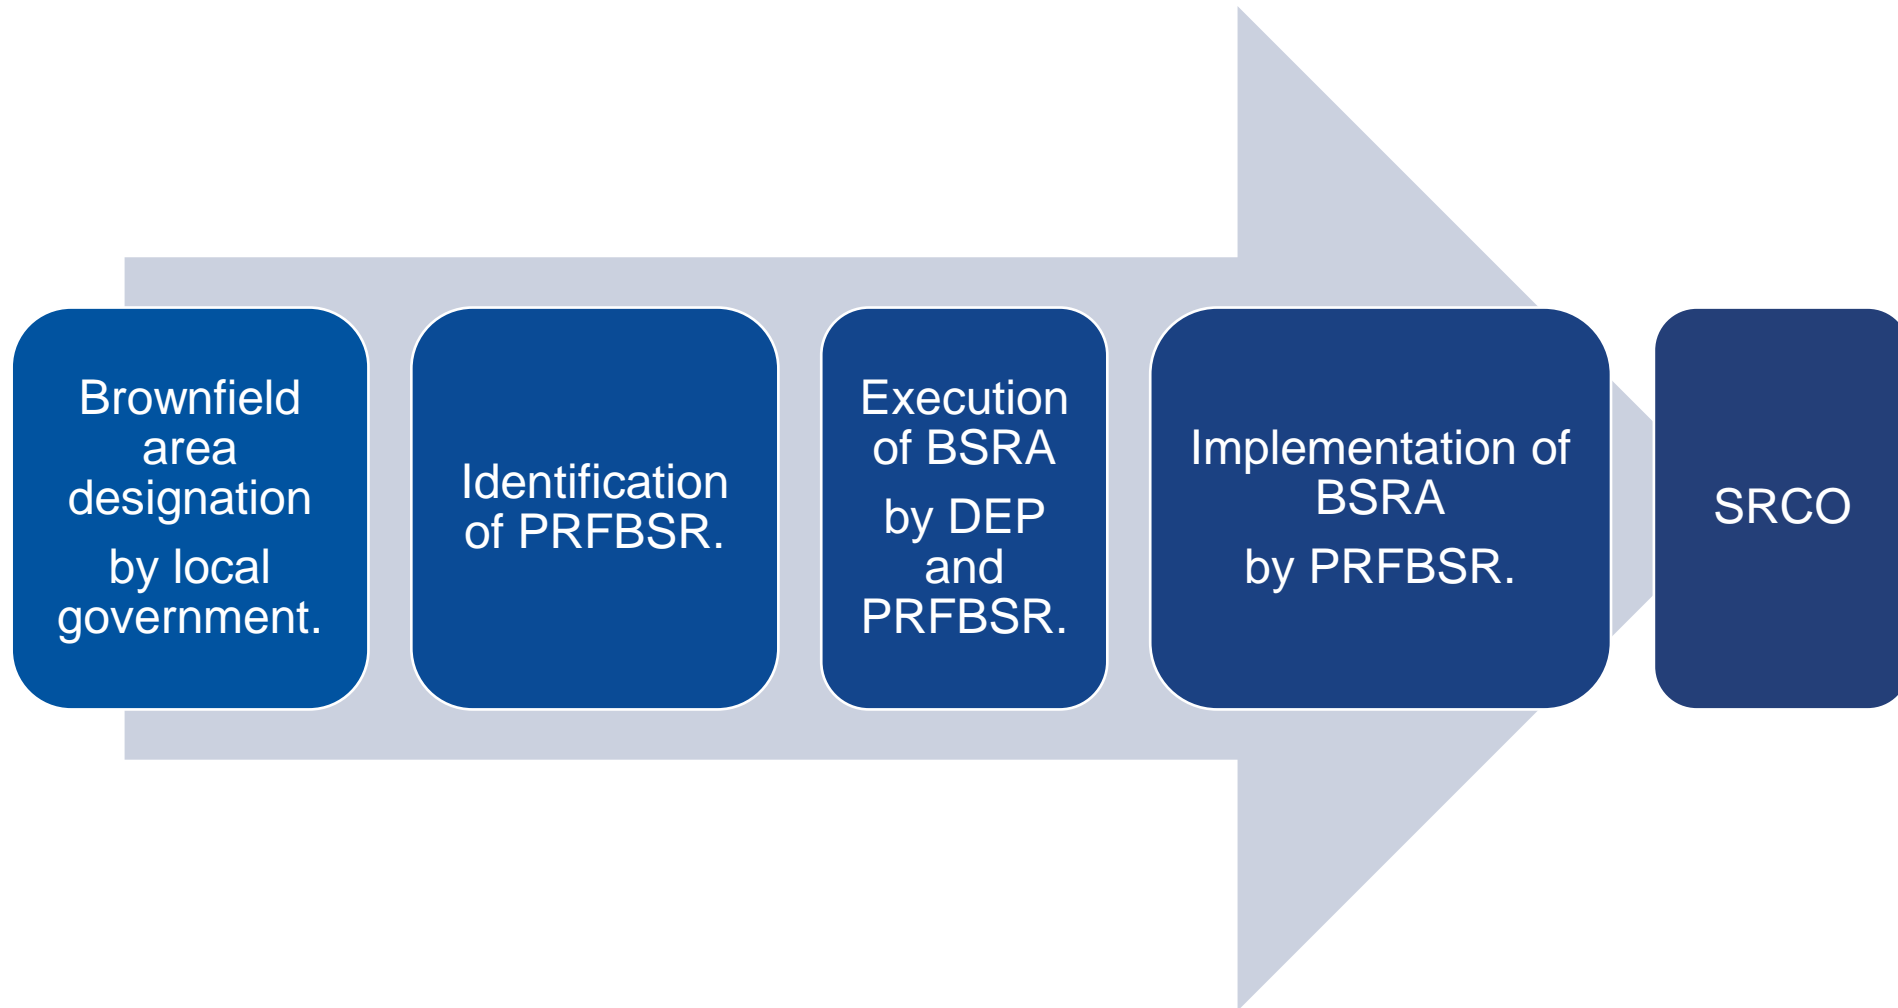 Brownfield
area
designation
by local
government.
Identification
of PRFBSR.
Execution
of BSRA
by DEP
and
PRFBSR.
Implementation of
BSRA
by PRFBSR.
SRCO